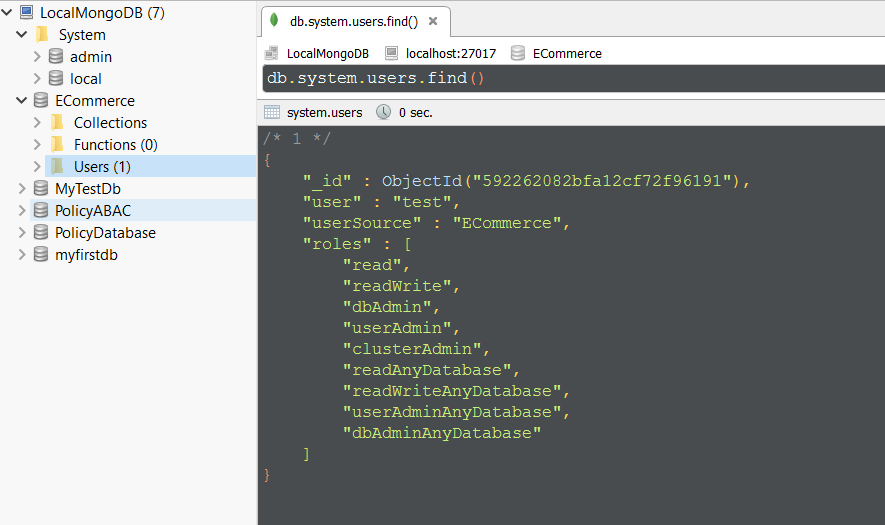 LocalMongoDB (7)
System
admin
local
ECommerce
Collections
Functions (0)
Users (1)
MyTestDb
PolicyABAC
PolicyDatabase
myfirstdb
db.system.users.find()
LocalMongoDB localhost:27017 ECommerce
db.system.users.find()
system.users 0 sec.
/* 1 */
{
    "_id" : ObjectId("592262082bfa12cf72f96191"),
    "user" : "test",
    "userSource" : "ECommerce",
    "roles" : [
        "read",
        "readWrite",
        "dbAdmin",
        "userAdmin",
        "clusterAdmin",
        "readAnyDatabase",
        "readWriteAnyDatabase",
        "userAdminAnyDatabase",
        "dbAdminAnyDatabase"
    ]
}